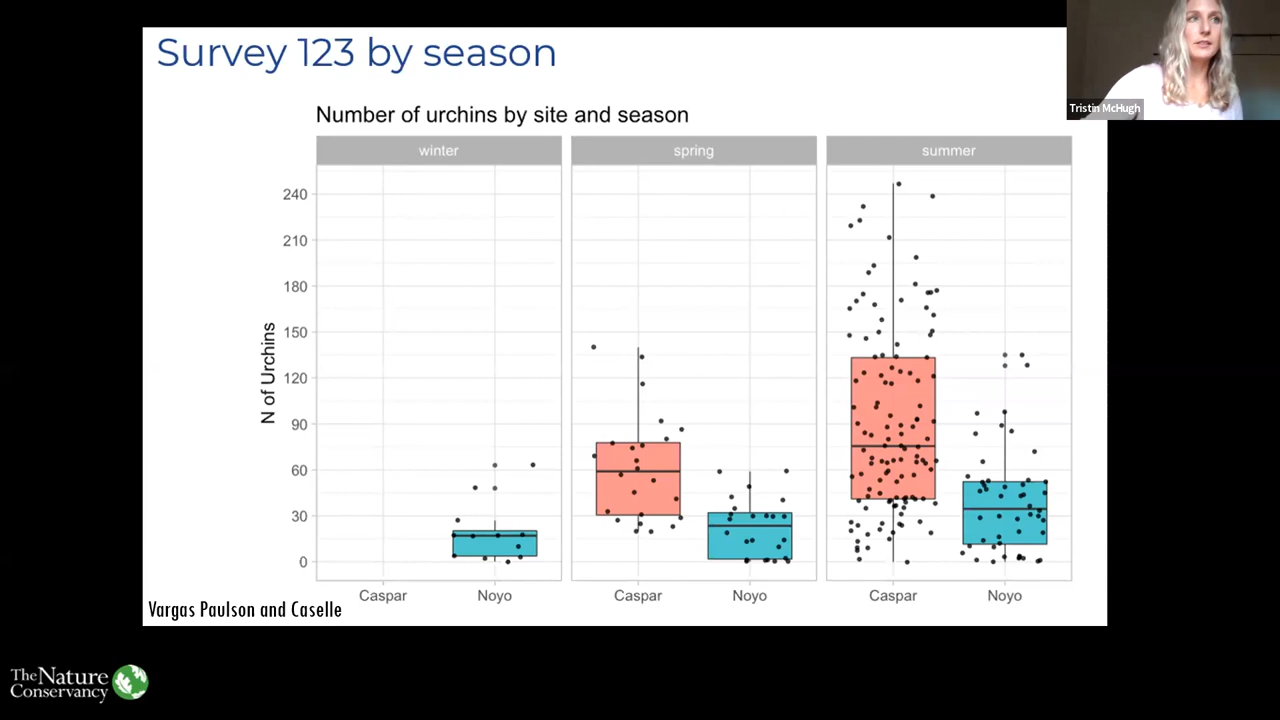 Survey 123 by season
Tristin McHugh
Number of urchins by site and season
winter spring summer
240
210
180
150
120
90
60
30
0
N of Urchins
Caspar Noyo Caspar Noyo Caspar Noyo
Vargas Paulson and Caselle
The Nature
Conservancy